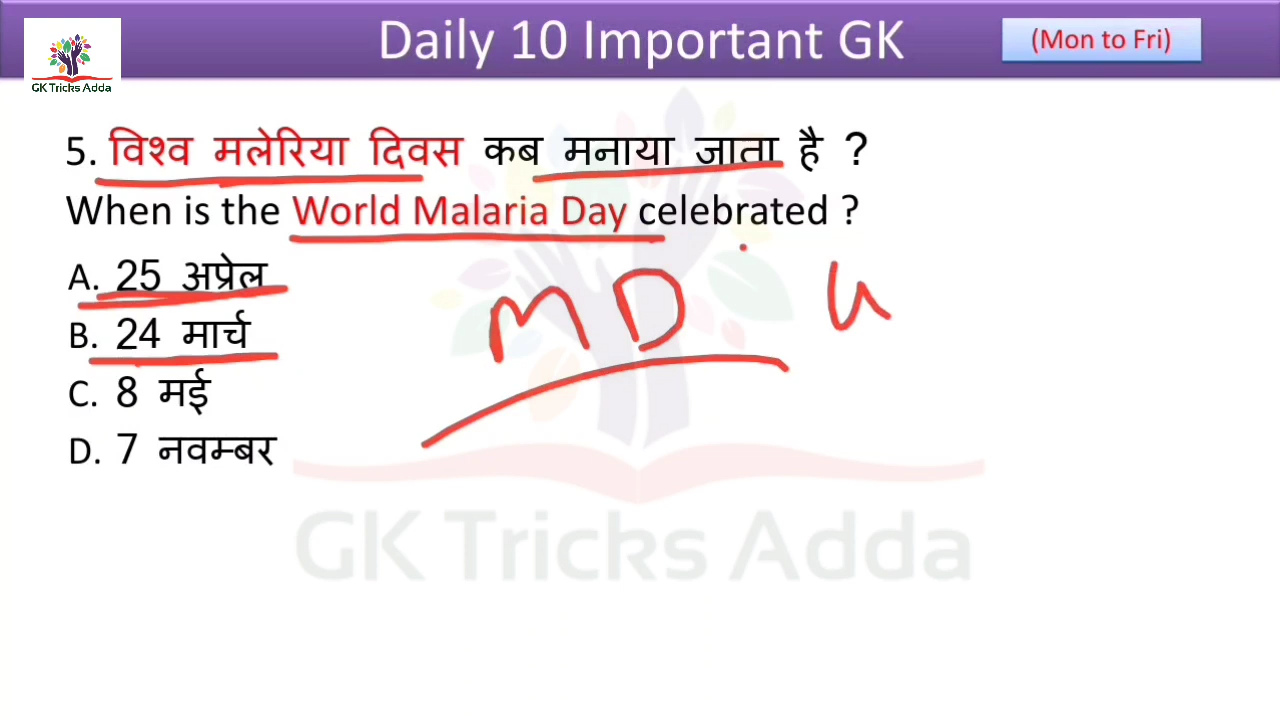 Daily 10 Important GK
(Mon to Fri)
GK Tricks Adda
5. विश्व मलेरिया दिवस कब मनाया जाता है ?
When is the World Malaria Day celebrated ?
A. 25 अप्रेल
B. 24 मार्च
C. 8 मई
D. 7 नवम्बर
MD
GK Tricks Adda